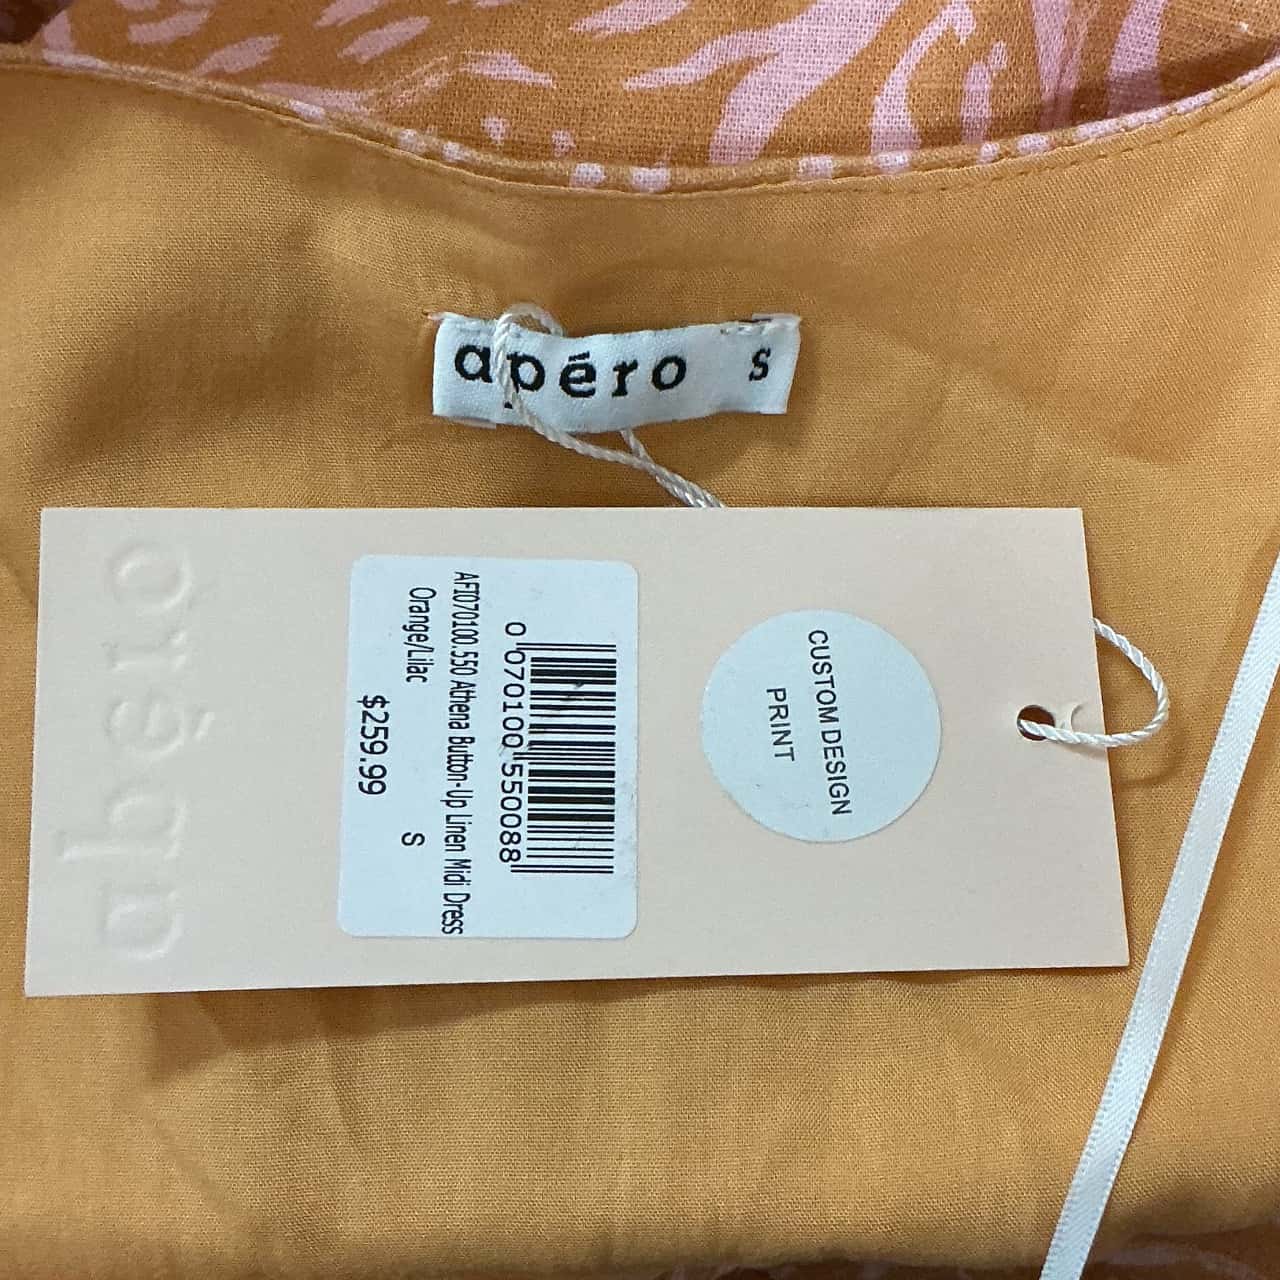 apéro S
apéro
0 070100 550088
AFI070100.550 Athena Button-Up Linen Midi Dress
Orange/Lilac S
$259.99
CUSTOM DESIGN
PRINT